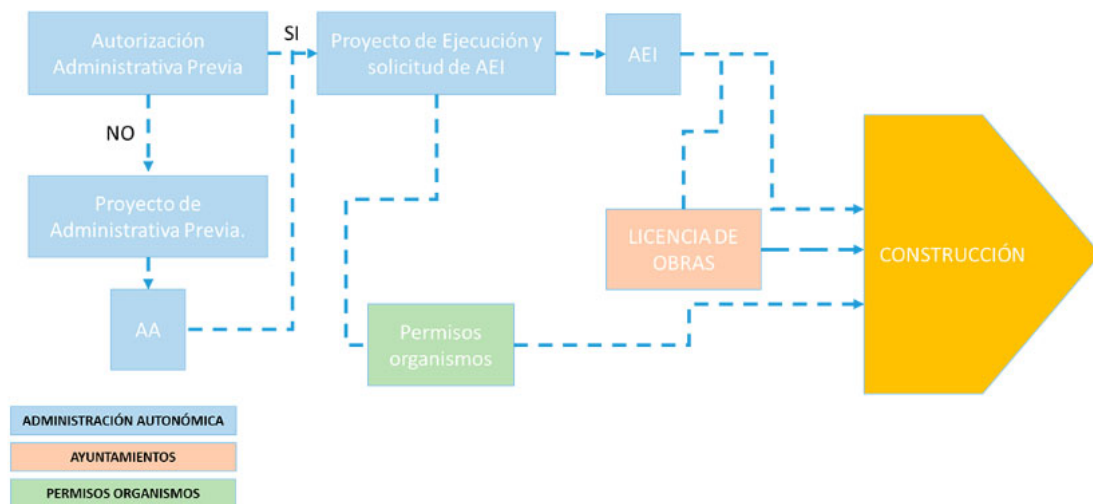 Autorización
Administrativa Previa
SI
Proyecto de Ejecución y
solicitud de AEI
AEI
NO
Proyecto de
Administrativa Previa.
LICENCIA DE
OBRAS
CONSTRUCCIÓN
AA
Permisos
organismos
ADMINISTRACIÓN AUTONÓMICA
AYUNTAMIENTOS
PERMISOS ORGANISMOS